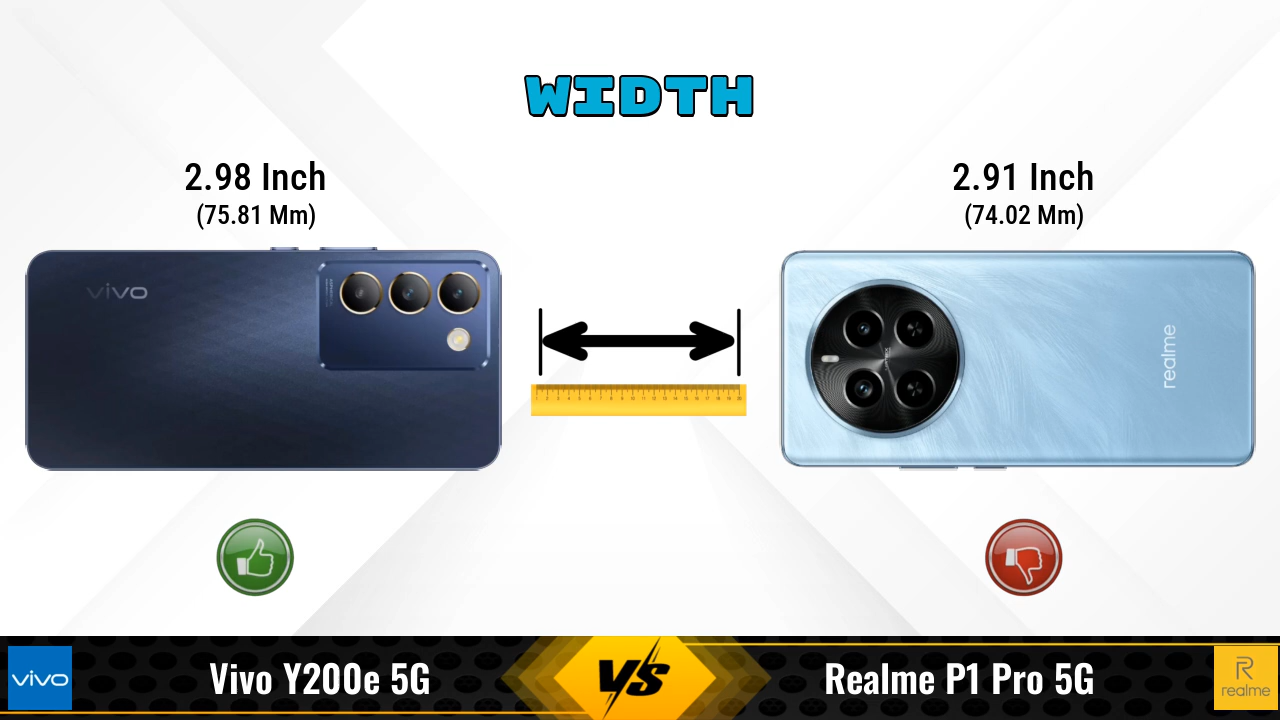 WIDTH
2.98 Inch
(75.81 Mm)
2.91 Inch
(74.02 Mm)
vivo
realme
vivo
Vivo Y200e 5G
VS
Realme P1 Pro 5G
R
realme